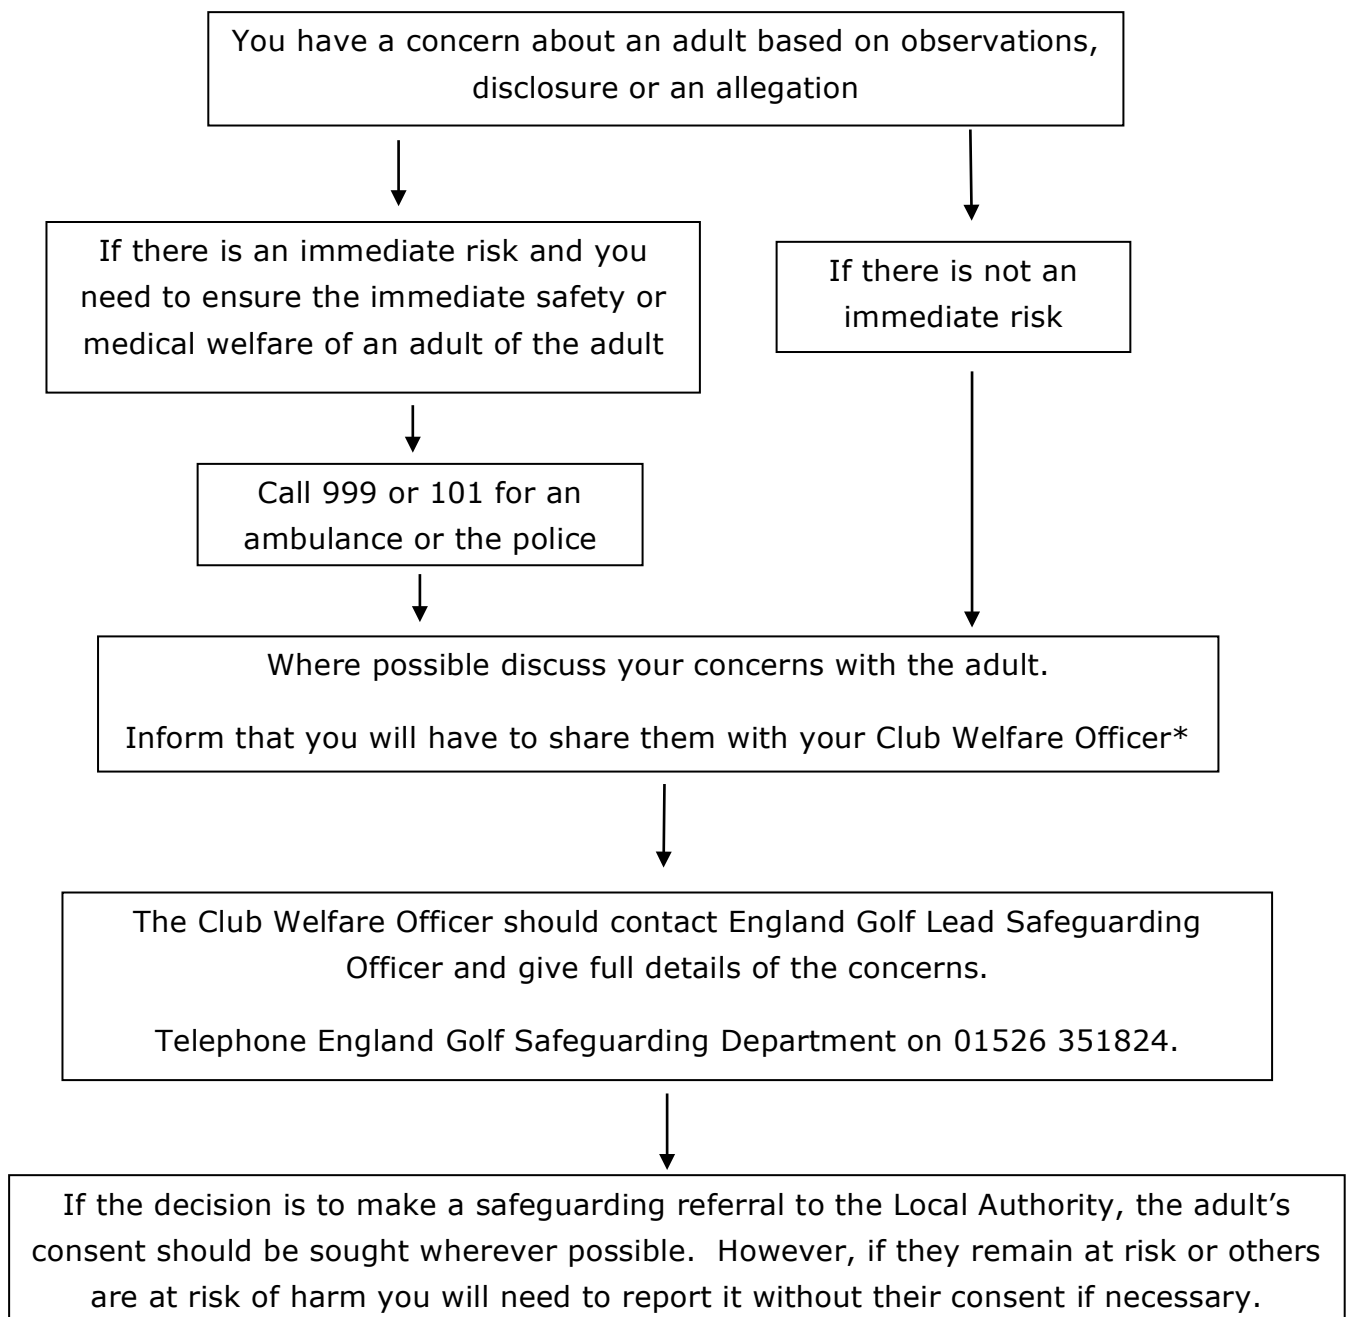 You have a concern about an adult based on observations,
disclosure or an allegation
If there is an immediate risk and you
need to ensure the immediate safety or
medical welfare of an adult of the adult
If there is not an
immediate risk
Call 999 or 101 for an
ambulance or the police
Where possible discuss your concerns with the adult.
Inform that you will have to share them with your Club Welfare Officer*
The Club Welfare Officer should contact England Golf Lead Safeguarding
Officer and give full details of the concerns.
Telephone England Golf Safeguarding Department on 01526 351824.
If the decision is to make a safeguarding referral to the Local Authority, the adult’s
consent should be sought wherever possible.  However, if they remain at risk or others
are at risk of harm you will need to report it without their consent if necessary.